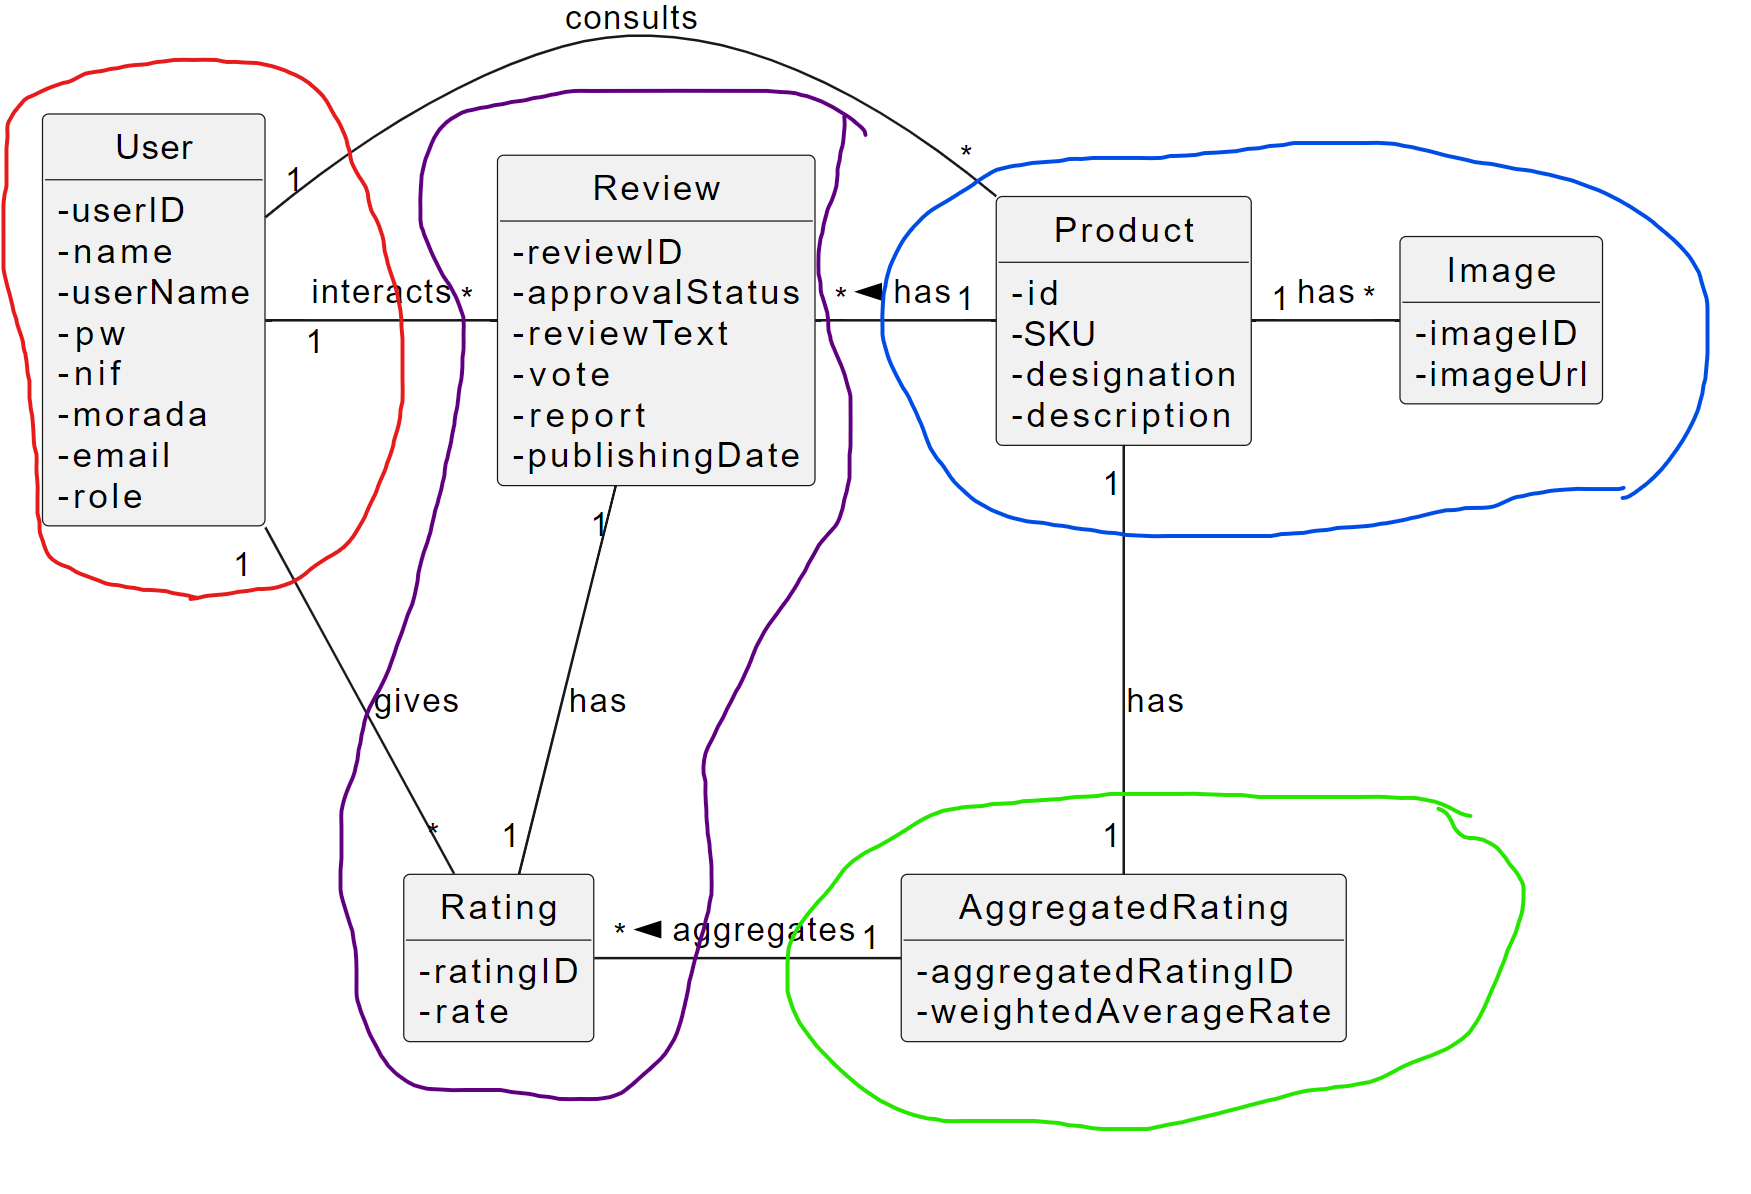 consults
1
*
User
-userID
-name
-userName
-pw
-nif
-morada
-email
-role
interacts
*
1
1
Review
-reviewID
-approvalStatus
-reviewText
-vote
-report
-publishingDate
* ◄ has 1
Product
-id
-SKU
-designation
-description
1 has *
Image
-imageID
-imageUrl
1
1
gives
has
has
*
1
1
Rating
-ratingID
-rate
* ◄ aggregates 1
AggregatedRating
-aggregatedRatingID
-weightedAverageRate